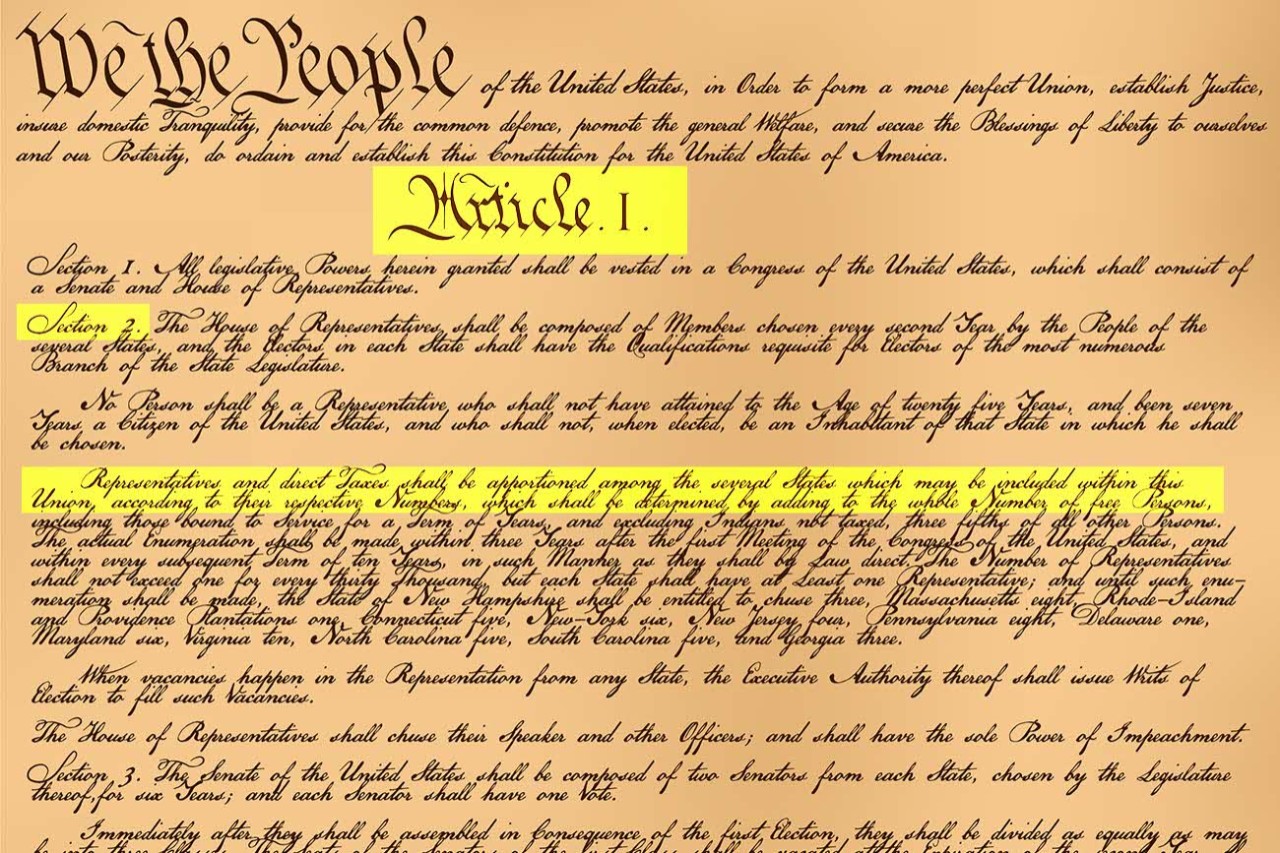 We the People of the United States, in Order to form a more perfect Union, establish Justice,
insure domestic Tranquility, provide for the common defence, promote the general Welfare, and secure the Blessings of Liberty to ourselves
and our Posterity, do ordain and establish this Constitution for the United States of America.
Article. I.
Section 1. All legislative Powers herein granted shall be vested in a Congress of the United States, which shall consist of
a Senate and House of Representatives.
Section 2. The House of Representatives shall be composed of Members chosen every second Year by the People of the
several States, and the Electors in each State shall have the Qualifications requisite for Electors of the most numerous
Branch of the State Legislature.
No Person shall be a Representative who shall not have attained to the Age of twenty five Years, and been seven
Years a Citizen of the United States, and who shall not, when elected, be an Inhabitant of that State in which he shall
be chosen.
Representatives and direct Taxes shall be apportioned among the several States which may be included within this
Union, according to their respective Numbers, which shall be determined by adding to the whole Number of free Persons,
including those bound to Service for a Term of Years, and excluding Indians not taxed, three fifths of all other Persons.
The actual Enumeration shall be made within three Years after the first Meeting of the Congress of the United States, and
within every subsequent Term of ten Years, in such Manner as they shall by Law direct. The Number of Representatives
shall not exceed one for every thirty Thousand, but each State shall have at Least one Representative; and until such enu-
meration shall be made, the State of New Hampshire shall be entitled to chuse three, Massachusetts eight, Rhode-Island
and Providence Plantations one, Connecticut five, New-York six, New Jersey four, Pennsylvania eight, Delaware one,
Maryland six, Virginia ten, North Carolina five, South Carolina five, and Georgia three.
When vacancies happen in the Representation from any State, the Executive Authority thereof shall issue Writs of
Election to fill such Vacancies.
The House of Representatives shall chuse their Speaker and other Officers; and shall have the sole Power of Impeachment.
Section 3. The Senate of the United States shall be composed of two Senators from each State, chosen by the Legislature
thereof, for six Years; and each Senator shall have one Vote.
Immediately after they shall be assembled in Consequence of the first Election, they shall be divided as equally as may